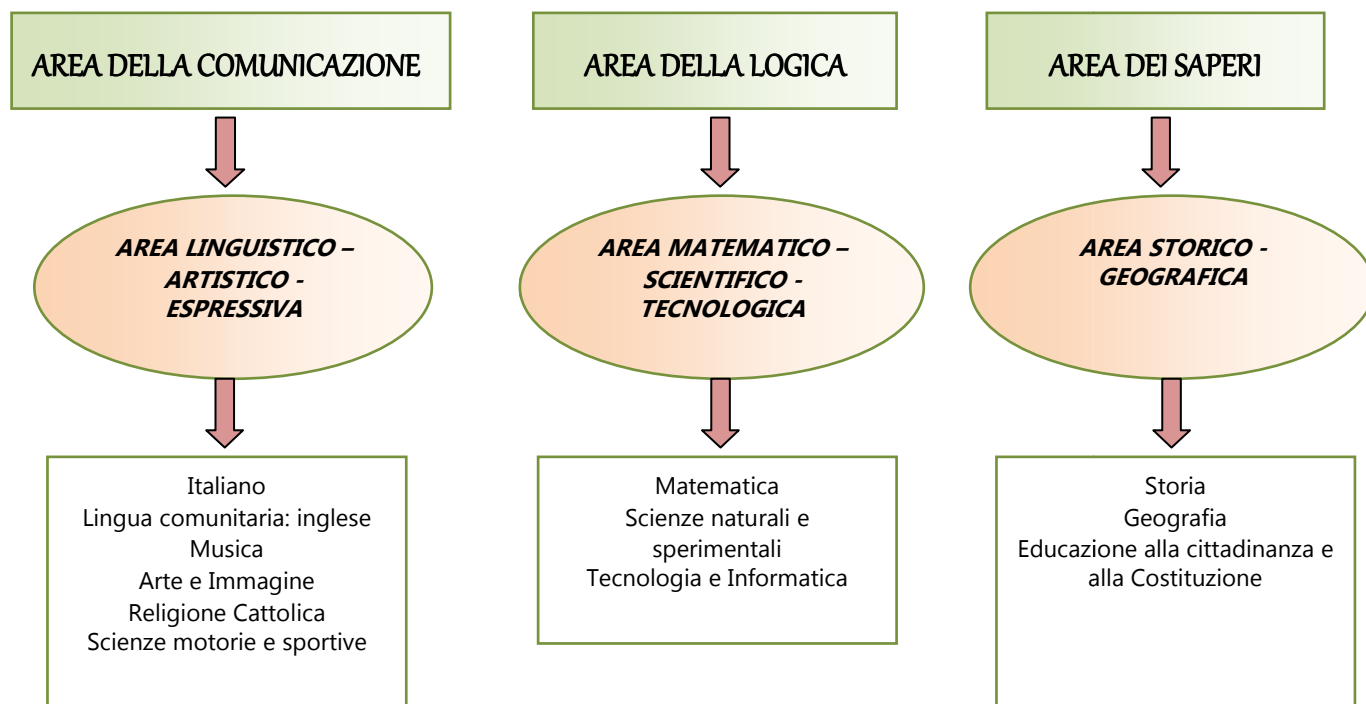 AREA DELLA COMUNICAZIONE
AREA LINGUISTICO –
ARTISTICO -
ESPRESSIVA
Italiano
Lingua comunitaria: inglese
Musica
Arte e Immagine
Religione Cattolica
Scienze motorie e sportive
AREA DELLA LOGICA
AREA MATEMATICO –
SCIENTIFICO -
TECNOLOGICA
Matematica
Scienze naturali e
sperimentali
Tecnologia e Informatica
AREA DEI SAPERI
AREA STORICO -
GEOGRAFICA
Storia
Geografia
Educazione alla cittadinanza e
alla Costituzione